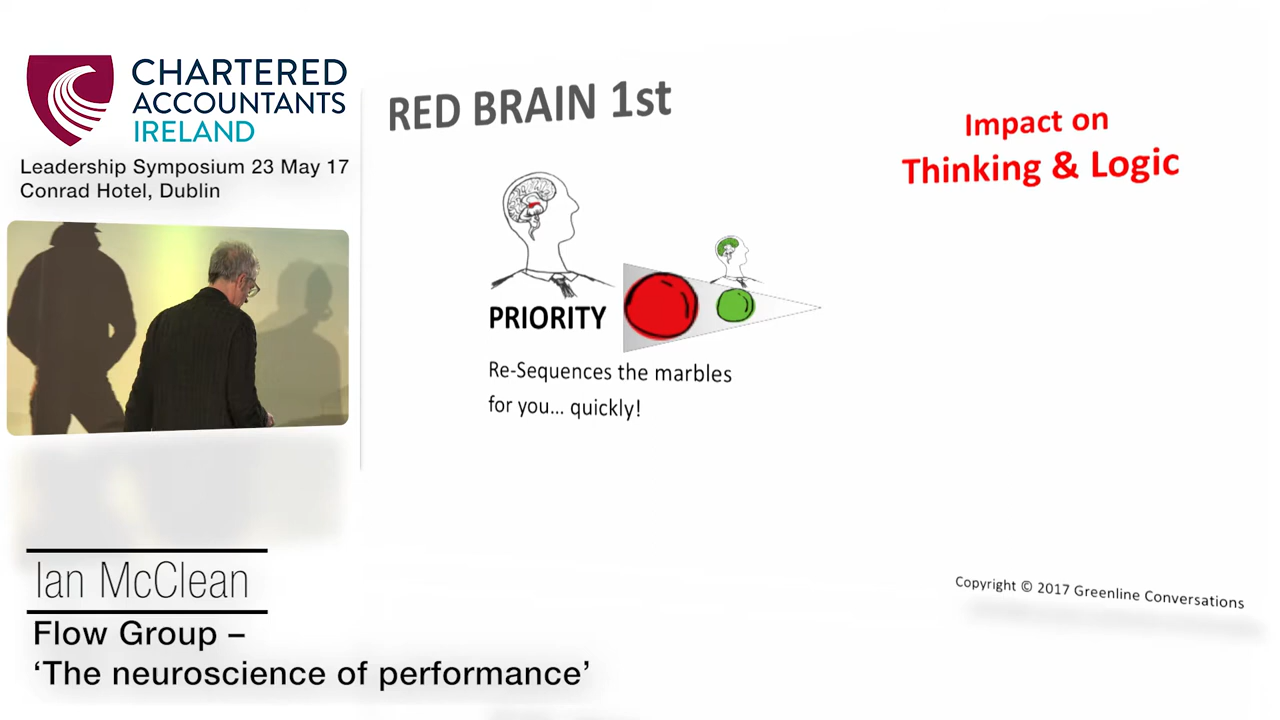 CHARTERED
ACCOUNTANTS
IRELAND
Leadership Symposium 23 May 17
Conrad Hotel, Dublin
RED BRAIN 1st
Impact on
Thinking & Logic
PRIORITY
Re-Sequences the marbles
for you... quickly!
Ian McClean
Flow Group –
‘The neuroscience of performance’
Copyright © 2017 Greenline Conversations